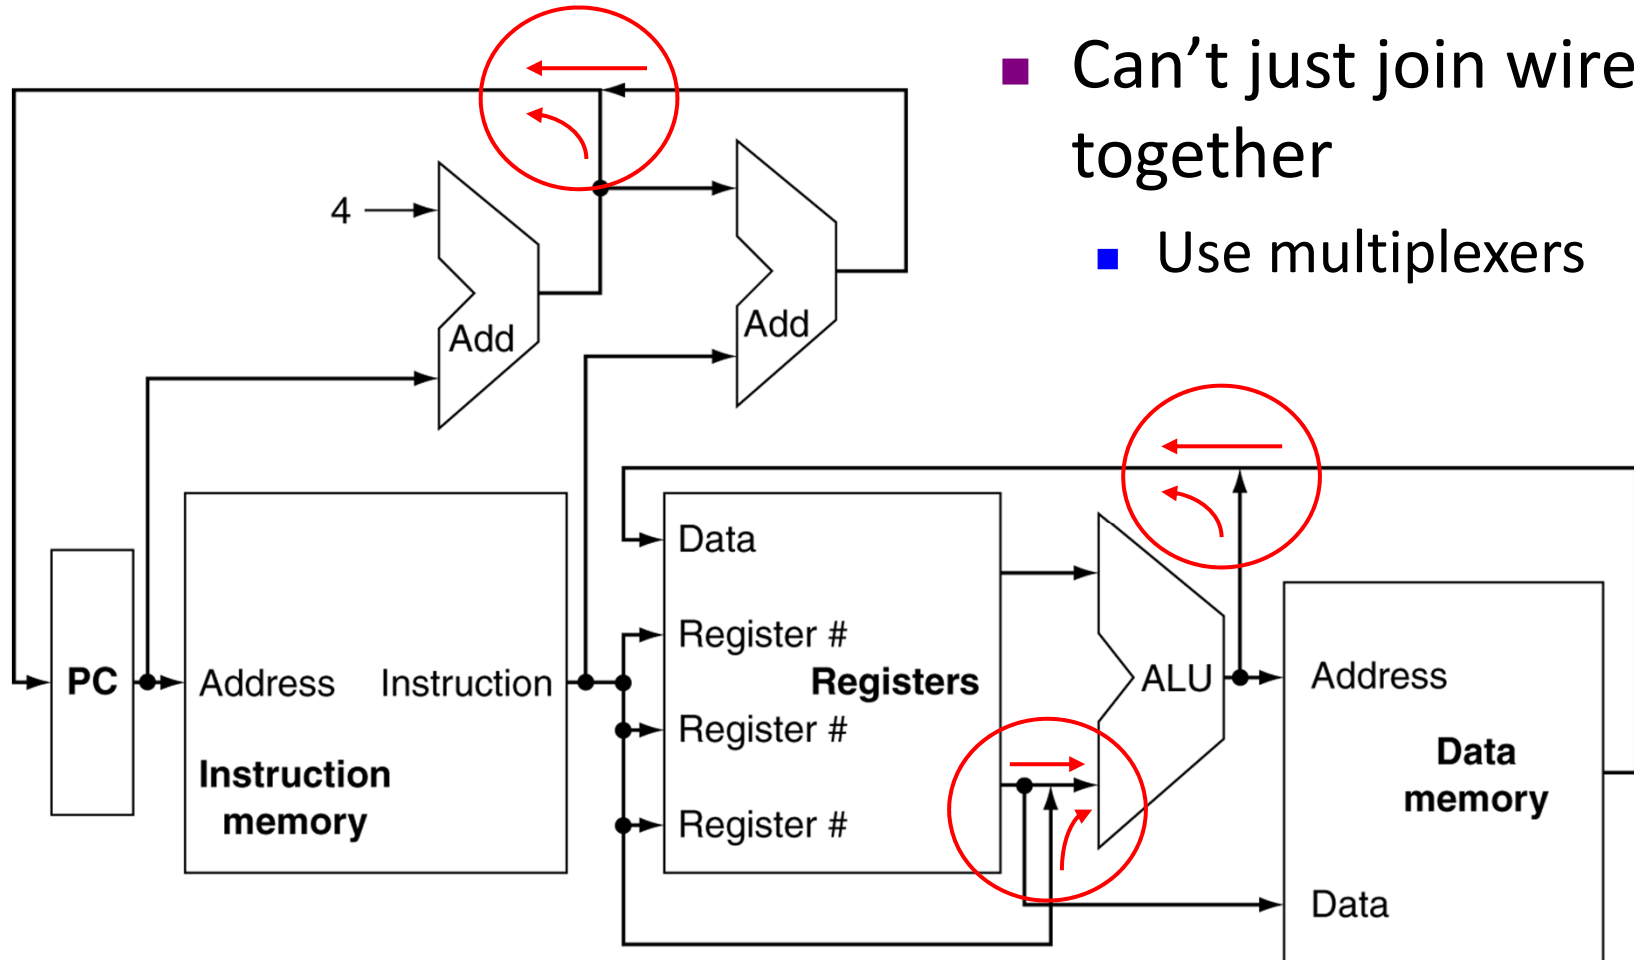 Can't just join wire
together
Use multiplexers
4
Add
Add
Data
Register #
Register #
Register #
Registers
PC
Address
Instruction
Instruction
memory
ALU
Address
Data
memory
Data